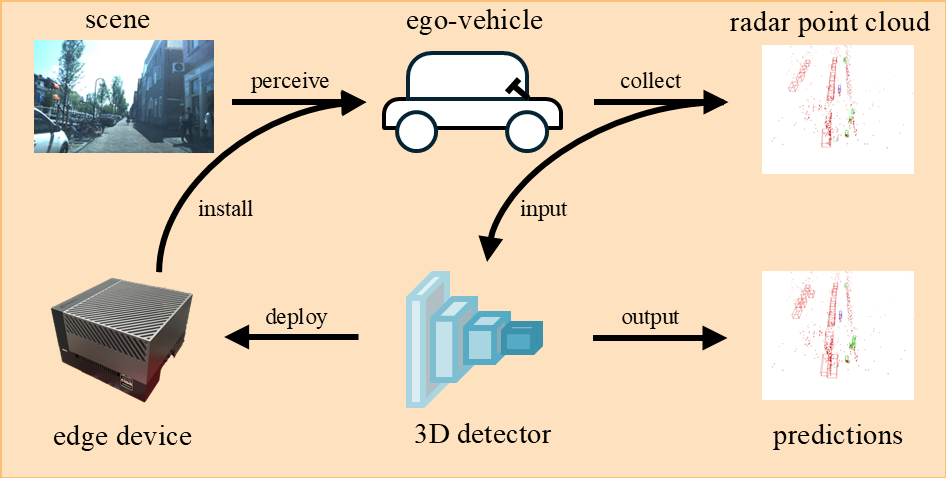 scene
ego-vehicle
radar point cloud
perceive
collect
install
input
deploy
output
edge device
3D detector
predictions